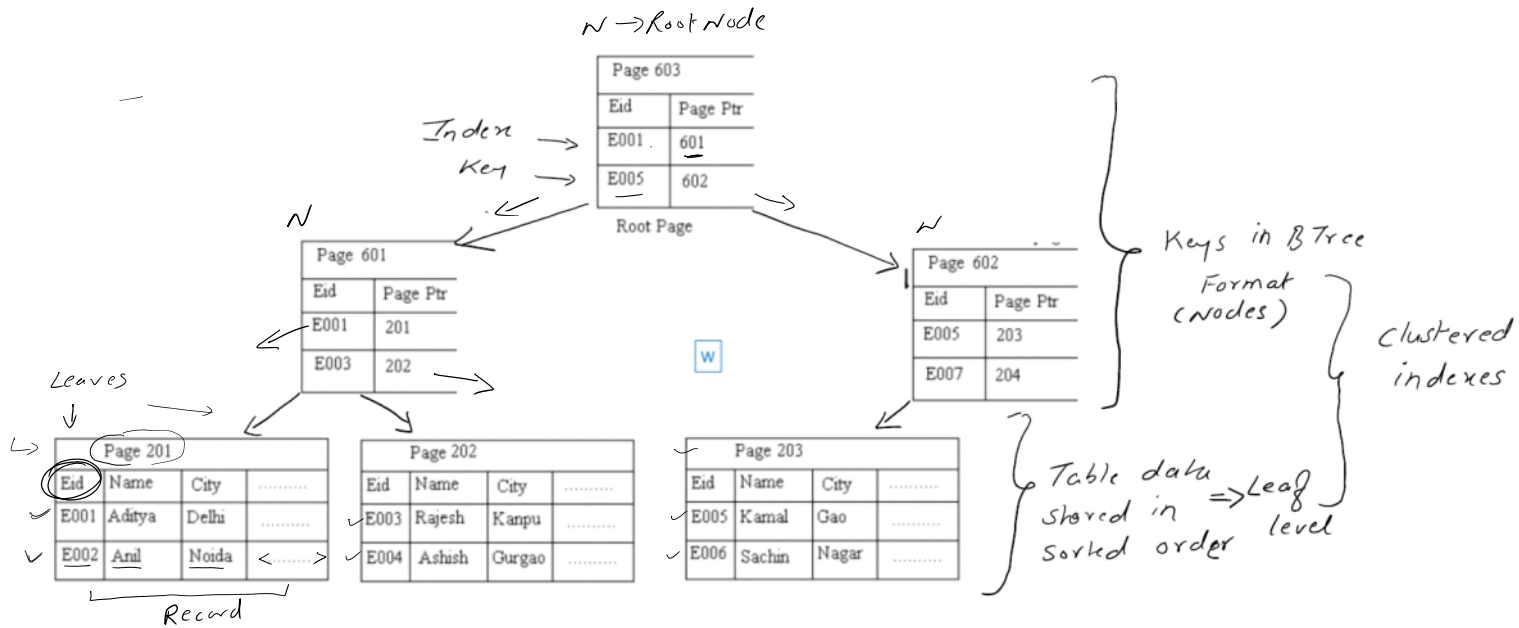 N → Root Node
Page 603
Eid Page Ptr
Index
Key
E001 601
E005 602
Root Page
N
Page 601
Eid Page Ptr
E001 201
E003 202
N
Page 602
Eid Page Ptr
E005 203
E007 204
Keys in B Tree
Format
(Nodes)
Clustered
indexes
W
Leaves
Page 201
Eid Name City ..........
E001 Aditya Delhi ..........
E002 Anil Noida <........>
Record
Page 202
Eid Name City ..........
E003 Rajesh Kanpu ..........
E004 Ashish Gurgao ..........
Page 203
Eid Name City ..........
E005 Kamal Gao ..........
E006 Sachin Nagar ..........
Table data
stored in
sorted order
=> Leaf
level